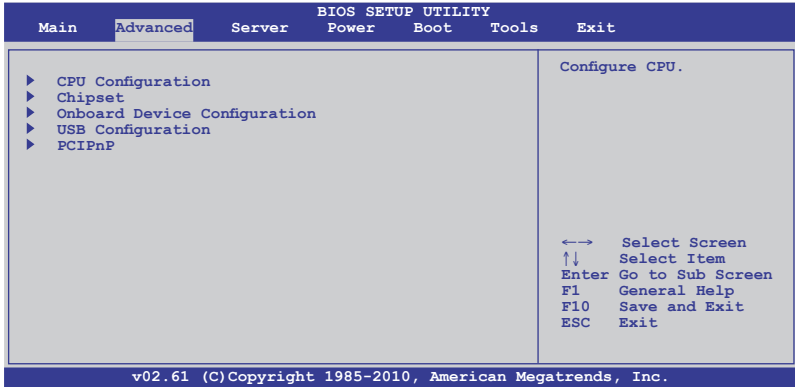 BIOS SETUP UTILITY
Main Advanced Server Power Boot Tools Exit
CPU Configuration
Chipset
Onboard Device Configuration
USB Configuration
PCIPnP
Configure CPU.
←→ Select Screen
↑↓ Select Item
Enter Go to Sub Screen
F1 General Help
F10 Save and Exit
ESC Exit
v02.61 (C)Copyright 1985-2010, American Megatrends, Inc.